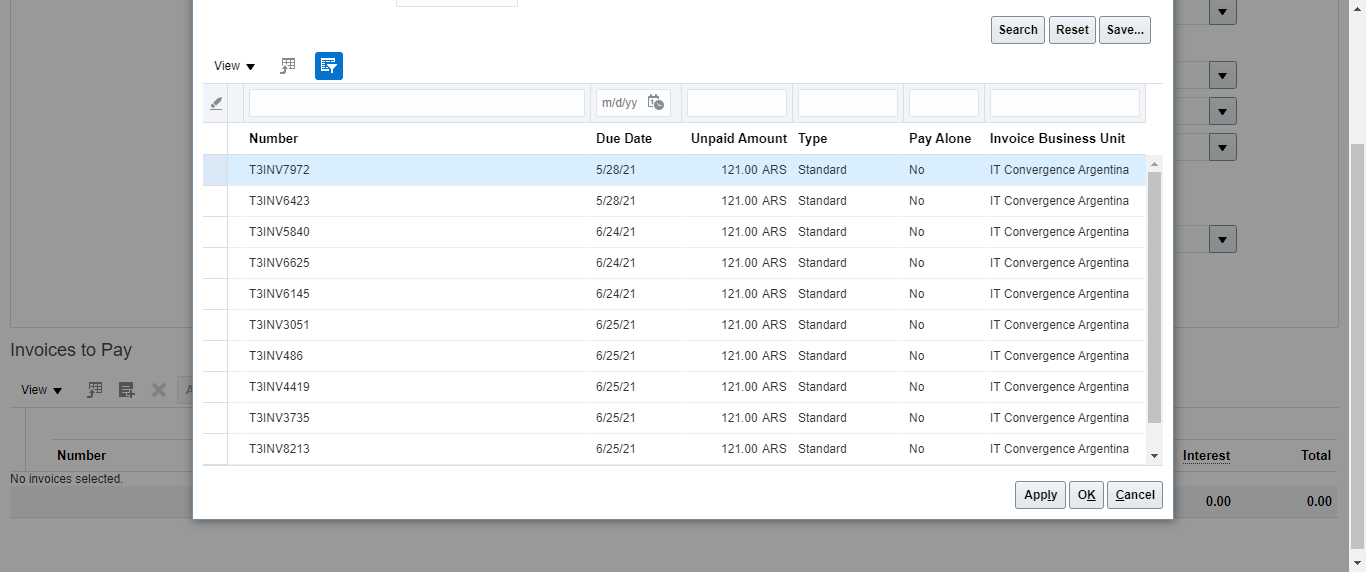 Search Reset Save...
View
m/d/yy
Number Due Date Unpaid Amount Type Pay Alone Invoice Business Unit
T3INV7972 5/28/21 121.00 ARS Standard No IT Convergence Argentina
T3INV6423 5/28/21 121.00 ARS Standard No IT Convergence Argentina
T3INV5840 6/24/21 121.00 ARS Standard No IT Convergence Argentina
T3INV6625 6/24/21 121.00 ARS Standard No IT Convergence Argentina
T3INV6145 6/24/21 121.00 ARS Standard No IT Convergence Argentina
T3INV3051 6/25/21 121.00 ARS Standard No IT Convergence Argentina
T3INV486 6/25/21 121.00 ARS Standard No IT Convergence Argentina
T3INV4419 6/25/21 121.00 ARS Standard No IT Convergence Argentina
T3INV3735 6/25/21 121.00 ARS Standard No IT Convergence Argentina
T3INV8213 6/25/21 121.00 ARS Standard No IT Convergence Argentina
Apply OK Cancel
Invoices to Pay
View
Number Interest Total
No invoices selected.
0.00 0.00